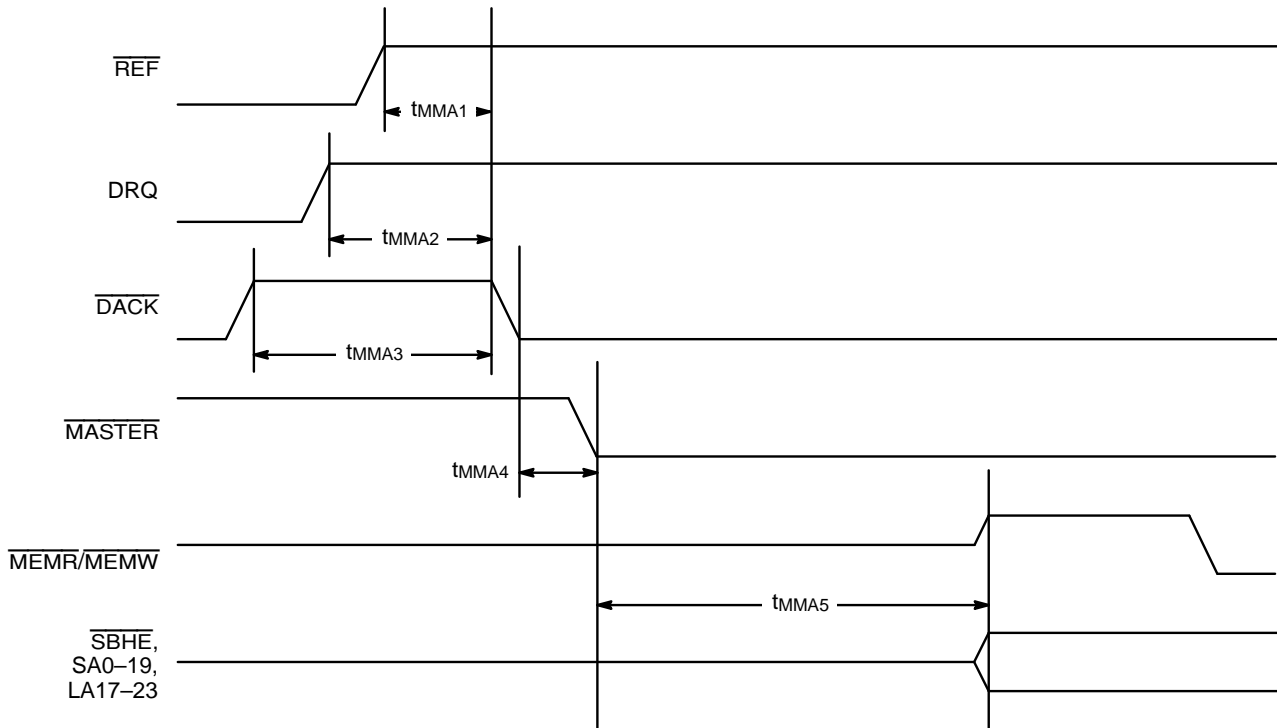 REF
tMMA1
DRQ
tMMA2
DACK
tMMA3
MASTER
tMMA4
MEMR/MEMW
tMMA5
SBHE,
SA0–19,
LA17–23